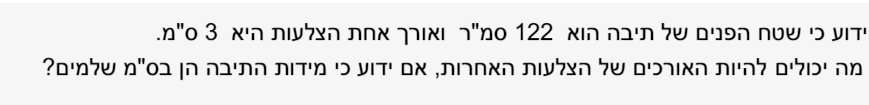 ידוע כי שטח הפנים של תיבה הוא 122 סמ"ר ואורך אחת הצלעות היא 3 ס"מ.
מה יכולים להיות האורכים של הצלעות האחרות, אם ידוע כי מידות התיבה הן בס"מ שלמים?